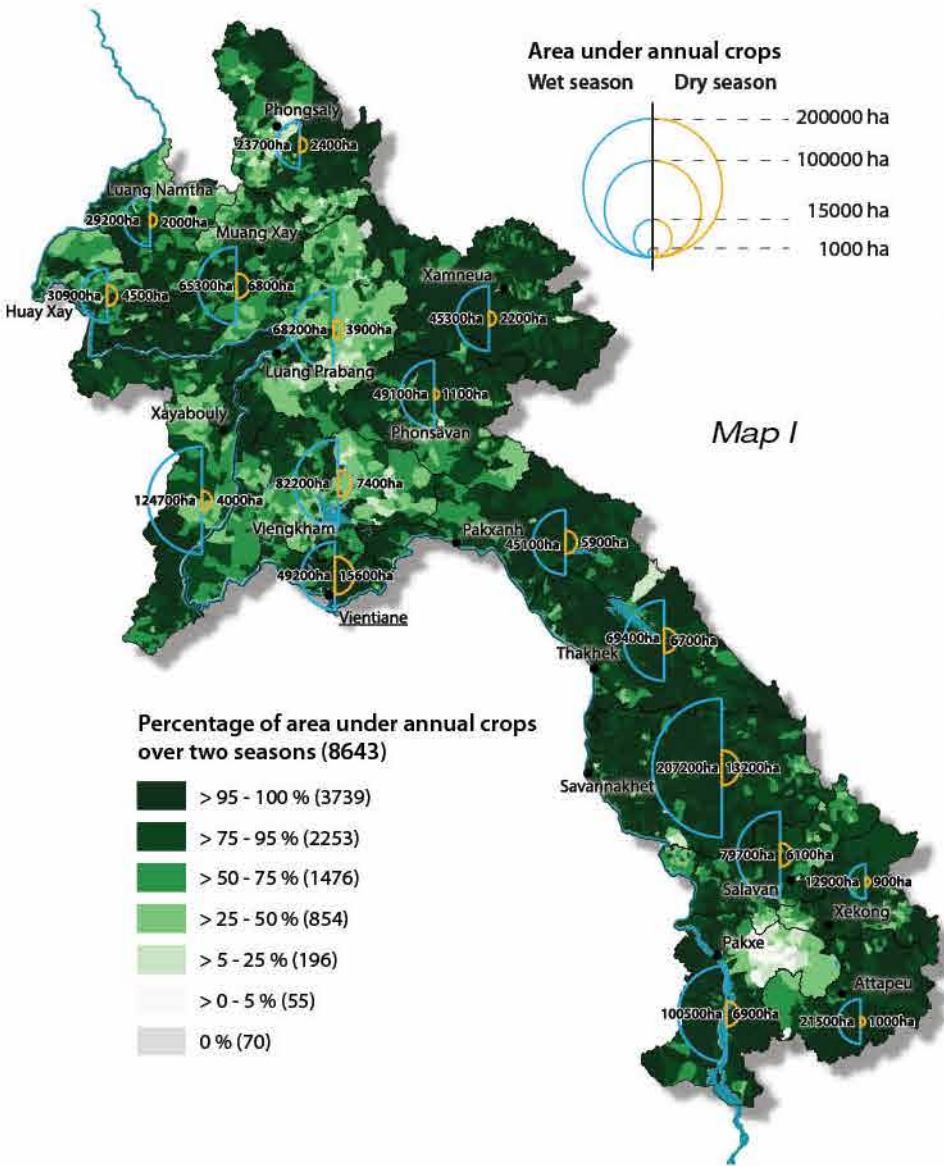 Area under annual crops
Wet season Dry season
200000 ha
100000 ha
15000 ha
1000 ha
Phongsaly
23700ha 2400ha
Luang Namtha
29200ha 2000ha
Muang Xay
65300ha 6800ha
Xamneua
30900ha 4500ha
Huay Xay
45300ha 2200ha
68200ha 3900ha
Luang Prabang
49100ha 1100ha
Xayabouly
Phonsavan
Map I
82200ha 7400ha
124700ha 4000ha
Viengkham
Pakxanh
45100ha 5900ha
49200ha 15600ha
Vientiane
69400ha 6700ha
Thakhek
Percentage of area under annual crops
over two seasons (8643)
> 95 - 100 % (3739)
> 75 - 95 % (2253)
> 50 - 75 % (1476)
> 25 - 50 % (854)
> 5 - 25 % (196)
> 0 - 5 % (55)
0 % (70)
207200ha 13200ha
Savannakhet
79700ha 6100ha
Salavan
12900ha 900ha
Xekong
Pakxe
Attapeu
100500ha 6900ha
21500ha 1000ha